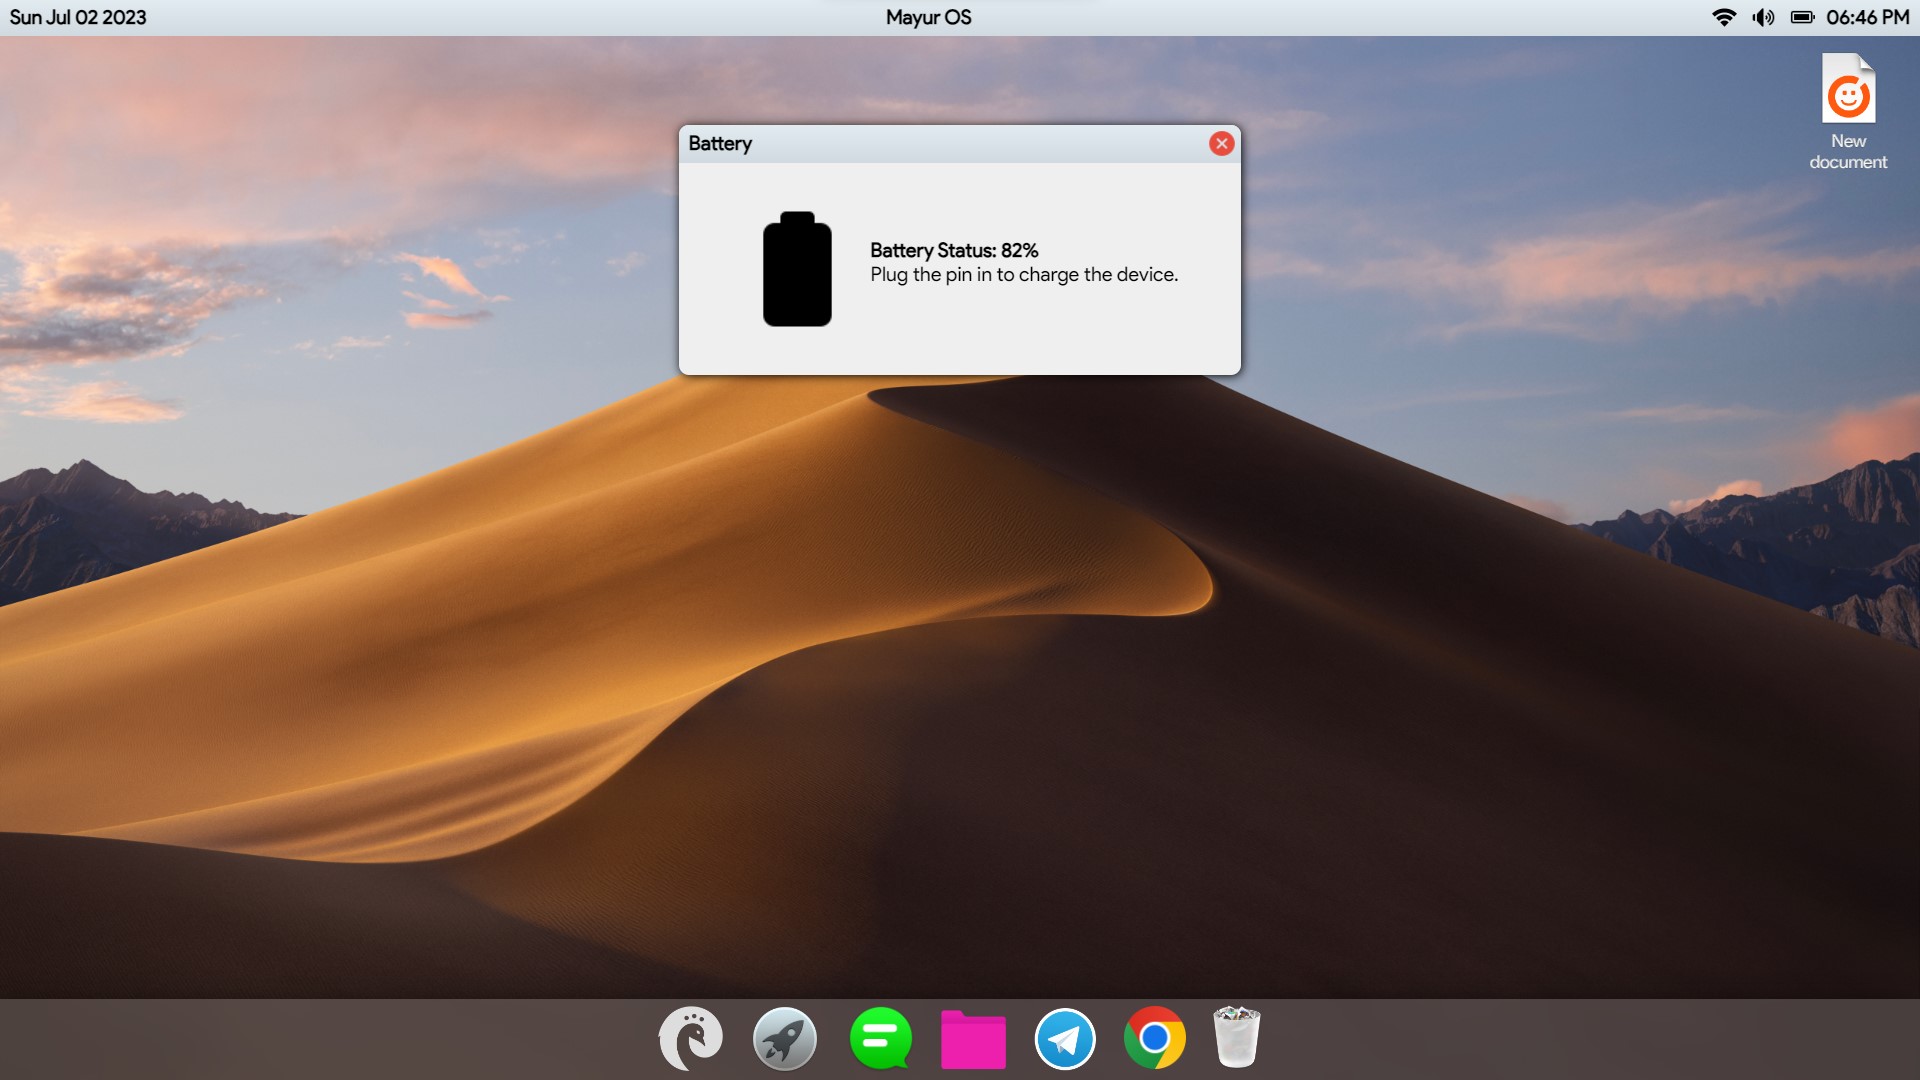 Sun Jul 02 2023
Mayur OS
06:46 PM
New
document
Battery
Battery Status: 82%
Plug the pin in to charge the device.